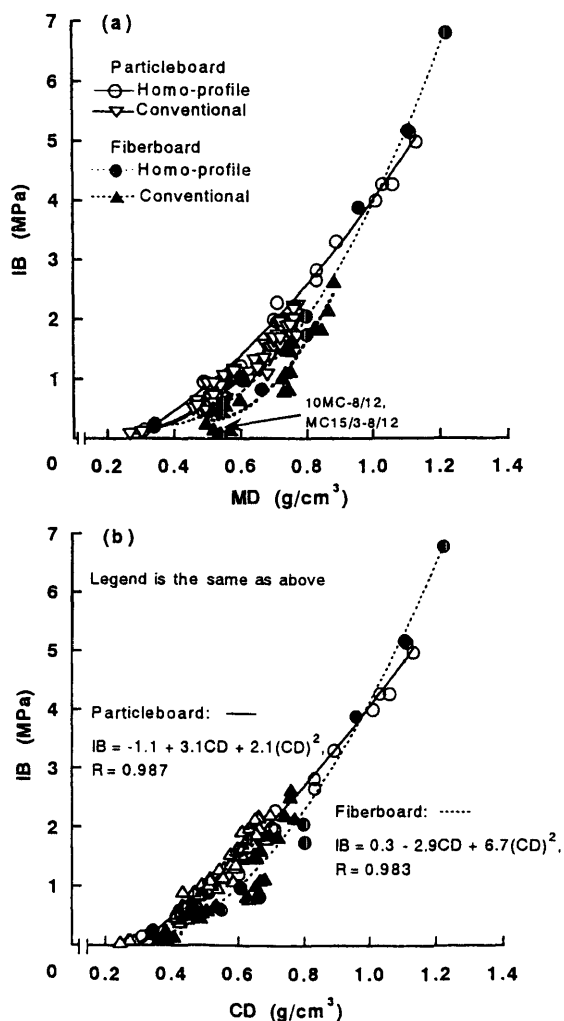 (a)
Particleboard
Homo-profile
Conventional
Fiberboard
Homo-profile
Conventional
10MC-8/12,
MC15/3-8/12
IB (MPa)
7
6
5
4
3
2
1
0
0.2 0.4 0.6 0.8 1.0 1.2 1.4
MD (g/cm³)
(b)
Legend is the same as above
Particleboard:
IB = -1.1 + 3.1CD + 2.1(CD)²,
R = 0.987
Fiberboard:
IB = 0.3 - 2.9CD + 6.7(CD)²,
R = 0.983
IB (MPa)
7
6
5
4
3
2
1
0
0.2 0.4 0.6 0.8 1.0 1.2 1.4
CD (g/cm³)